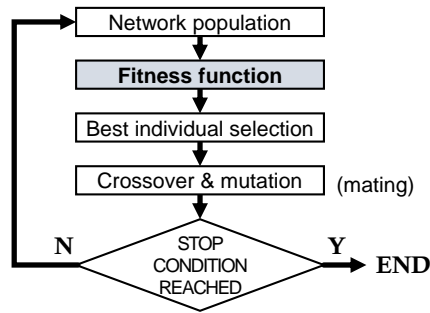 Network population
Fitness function
Best individual selection
Crossover & mutation (mating)
N
STOP
CONDITION
REACHED
Y
END